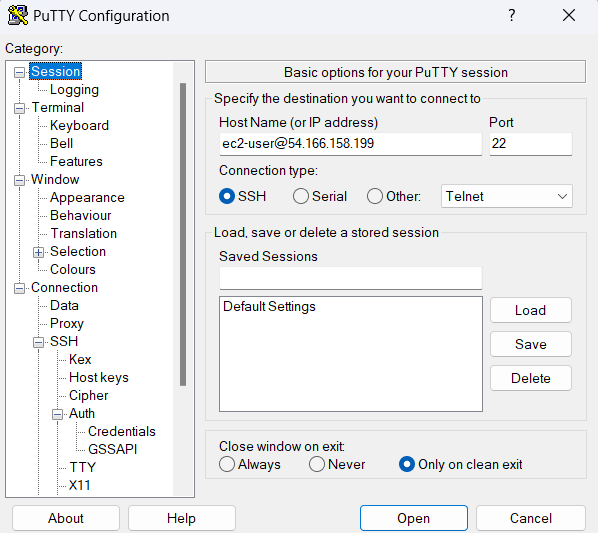 PuTTY Configuration
?
Category:
Session
Logging
Terminal
Keyboard
Bell
Features
Window
Appearance
Behaviour
Translation
Selection
Colours
Connection
Data
Proxy
SSH
Kex
Host keys
Cipher
Auth
Credentials
GSSAPI
TTY
X11
Basic options for your PuTTY session
Specify the destination you want to connect to
Host Name (or IP address) Port
ec2-user@54.166.158.199 22
Connection type:
SSH Serial Other: Telnet
Load, save or delete a stored session
Saved Sessions
Default Settings
Load
Save
Delete
Close window on exit:
Always Never Only on clean exit
About Help Open Cancel